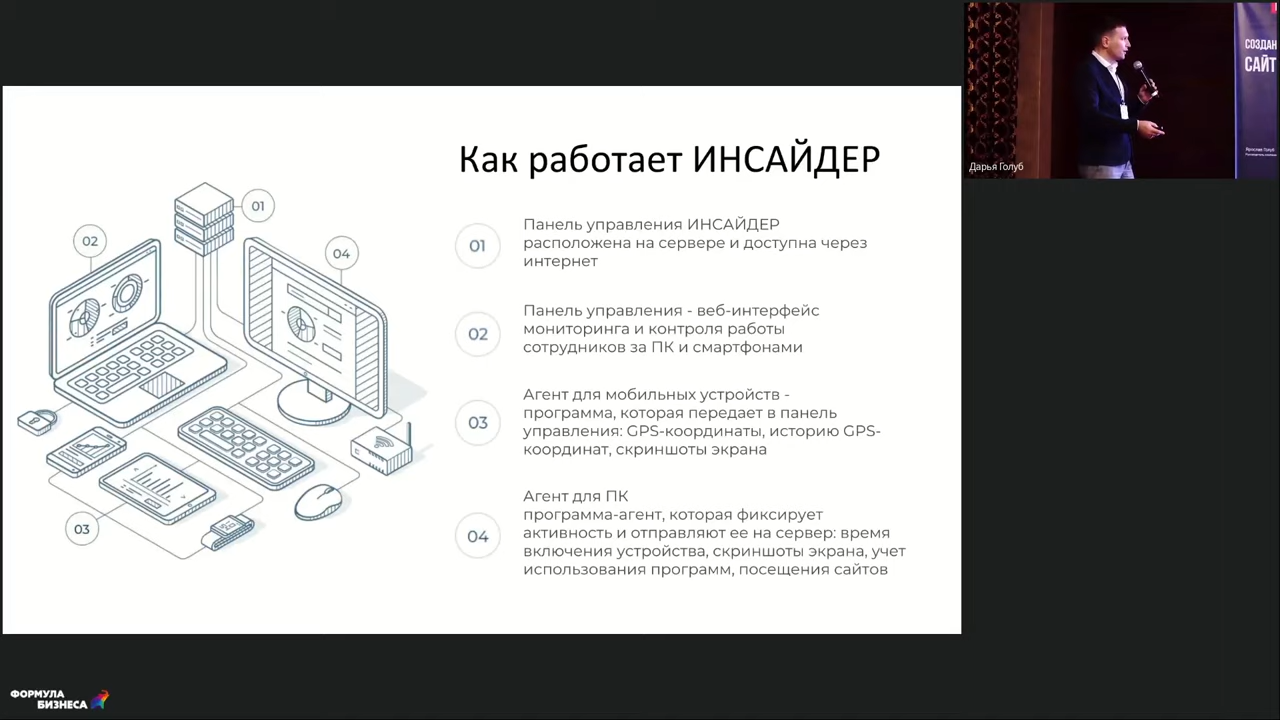 СОЗДАН
САЙТ
Ярослав Голуб
Дарья Голуб
Как работает ИНСАЙДЕР
01
02
04
03
01
Панель управления ИНСАЙДЕР
расположена на сервере и доступна через
интернет
02
Панель управления - веб-интерфейс
мониторинга и контроля работы
сотрудников за ПК и смартфонами
03
Агент для мобильных устройств -
программа, которая передает в панель
управления: GPS-координаты, историю GPS-
координат, скриншоты экрана
04
Агент для ПК
программа-агент, которая фиксирует
активность и отправляют ее на сервер: время
включения устройства, скриншоты экрана, учет
использования программ, посещения сайтов
ФОРМУЛА
БИЗНЕСА